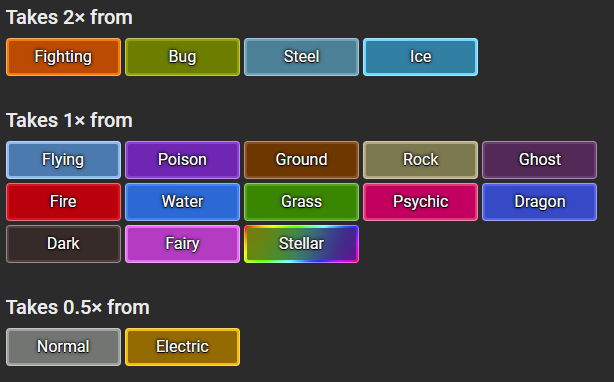 Takes 2× from
Fighting Bug Steel Ice
Takes 1× from
Flying Poison Ground Rock Ghost
Fire Water Grass Psychic Dragon
Dark Fairy Stellar
Takes 0.5× from
Normal Electric